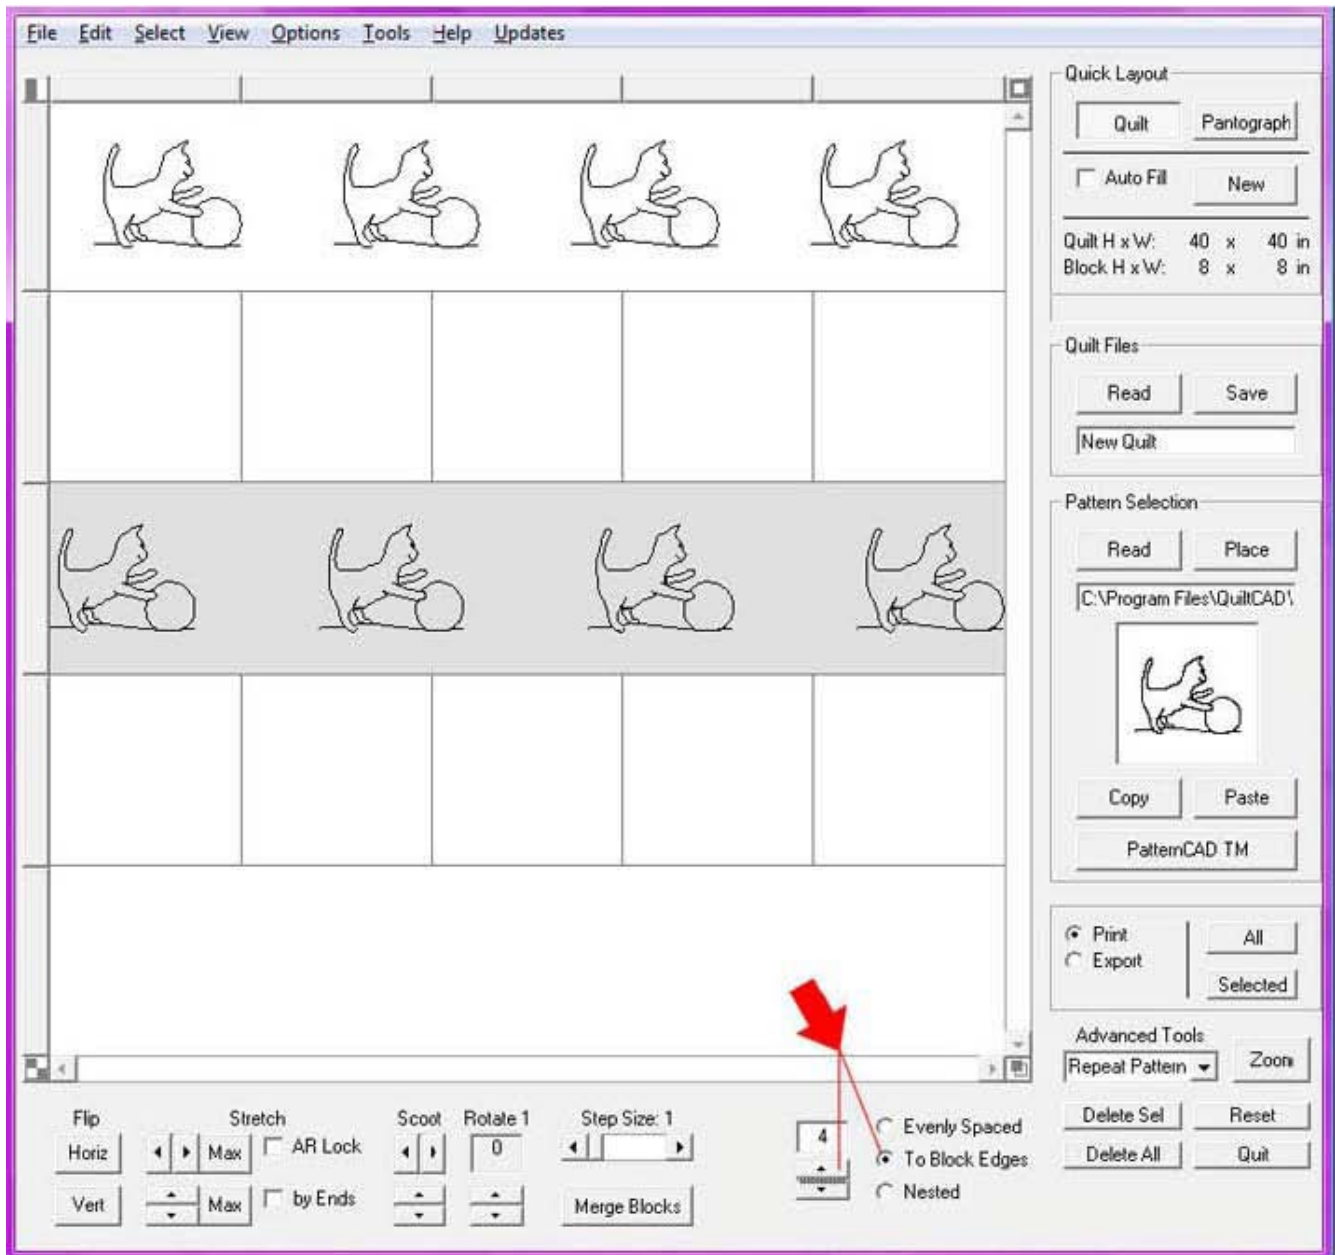 File Edit Select View Options Tools Help Updates
Quick Layout
Quilt Pantograph
Auto Fill New
Quilt H x W: 40 x 40 in
Block H x W: 8 x 8 in
Quilt Files
Read Save
New Quilt
Pattern Selection
Read Place
C:\Program Files\QuiltCAD\
Copy Paste
PatternCAD TM
Print All
Export
Selected
Advanced Tools
Repeat Pattern Zoom
Delete Sel Reset
Delete All Quit
Flip Stretch Scoot Rotate 1 Step Size: 1
Horiz Max AR Lock 0
Vert Max by Ends Merge Blocks
4 Evenly Spaced
To Block Edges
Nested